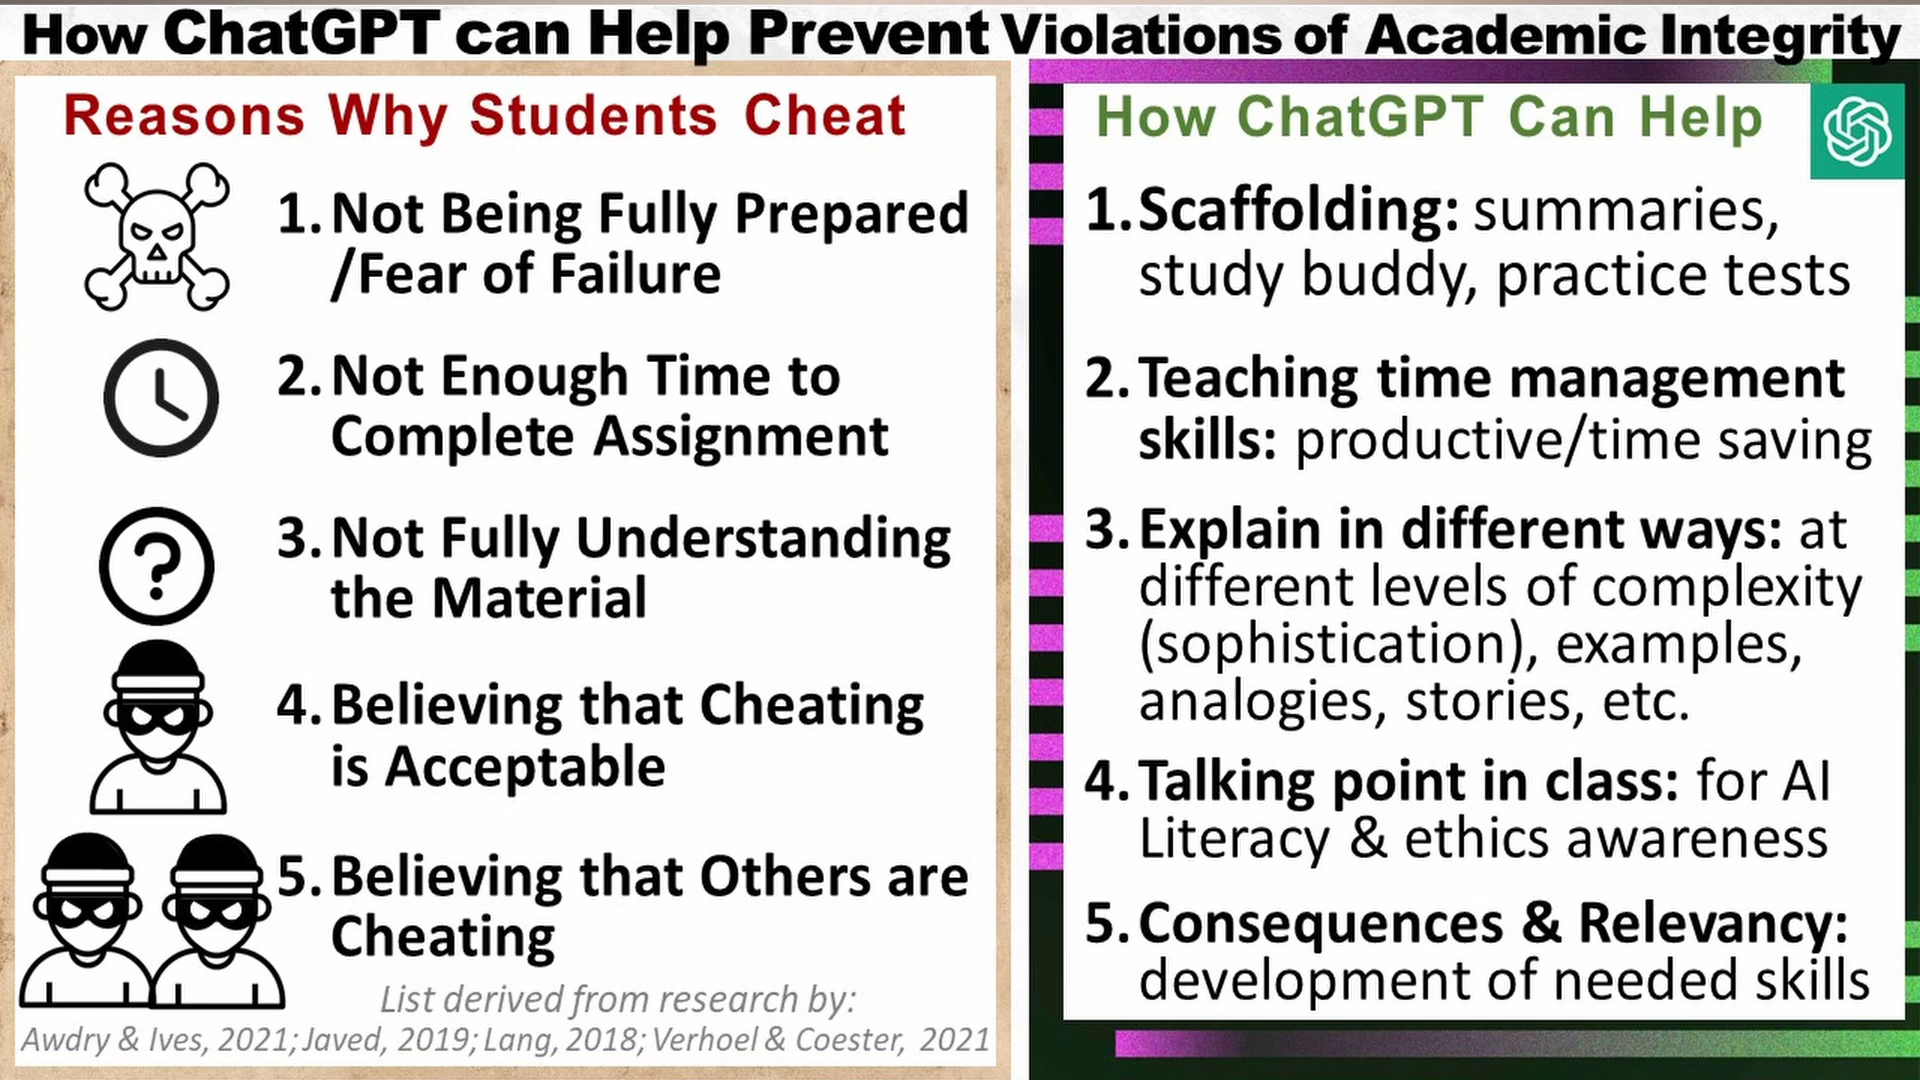 How ChatGPT can Help Prevent Violations of Academic Integrity
Reasons Why Students Cheat
1. Not Being Fully Prepared
/Fear of Failure
2. Not Enough Time to
Complete Assignment
3. Not Fully Understanding
the Material
4. Believing that Cheating
is Acceptable
5. Believing that Others are
Cheating
List derived from research by:
Awdry & Ives, 2021; Javed, 2019; Lang, 2018; Verhoel & Coester, 2021
How ChatGPT Can Help
1. Scaffolding: summaries,
study buddy, practice tests
2. Teaching time management
skills: productive/time saving
3. Explain in different ways: at
different levels of complexity
(sophistication), examples,
analogies, stories, etc.
4. Talking point in class: for AI
Literacy & ethics awareness
5. Consequences & Relevancy:
development of needed skills